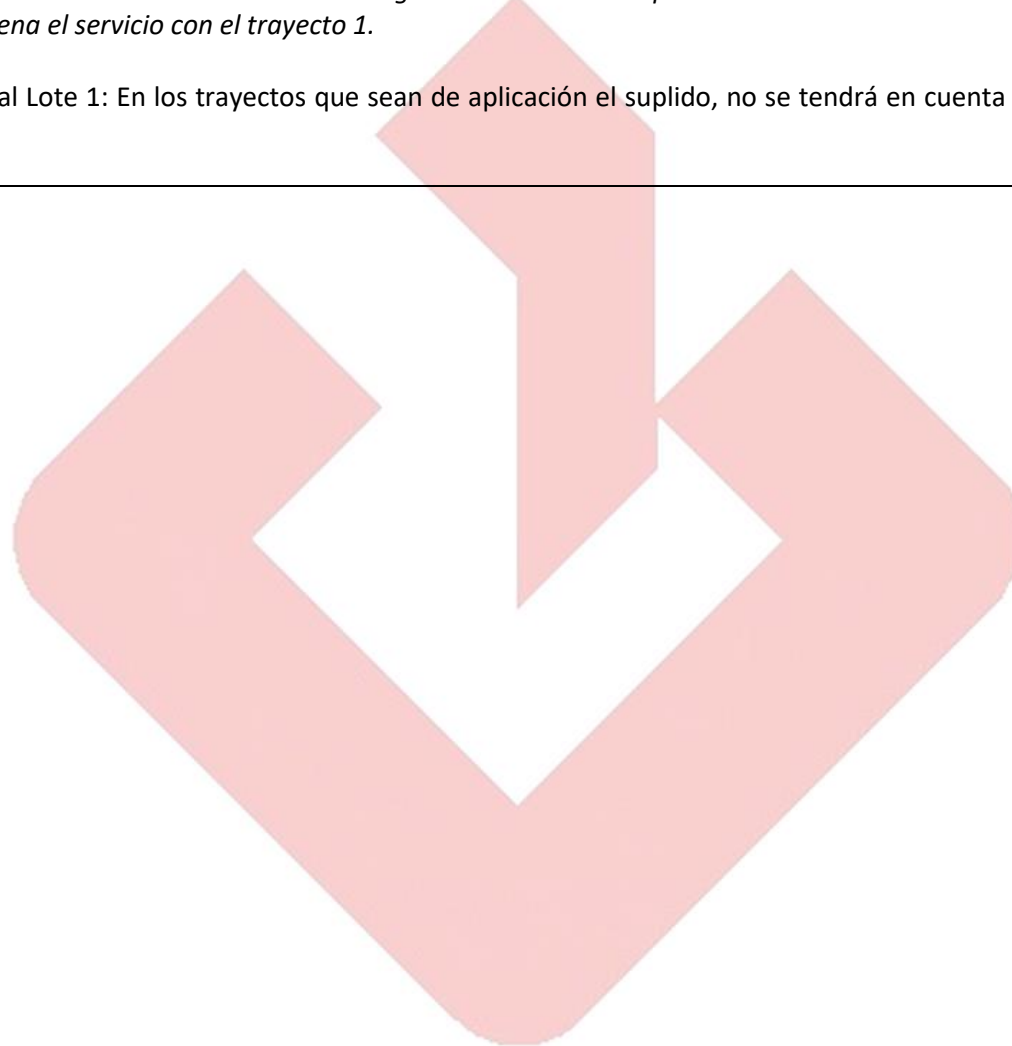 ena el servicio con el trayecto 1.
al Lote 1: En los trayectos que sean de aplicación el suplido, no se tendrá en cuenta